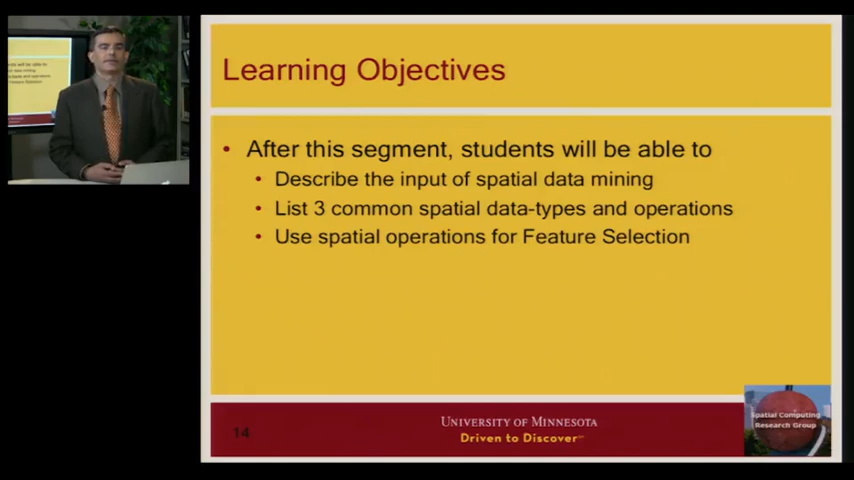 Learning Objectives
• After this segment, students will be able to
• Describe the input of spatial data mining
• List 3 common spatial data-types and operations
• Use spatial operations for Feature Selection
14
UNIVERSITY OF MINNESOTA
Driven to Discover
Spatial Computing
Research Group